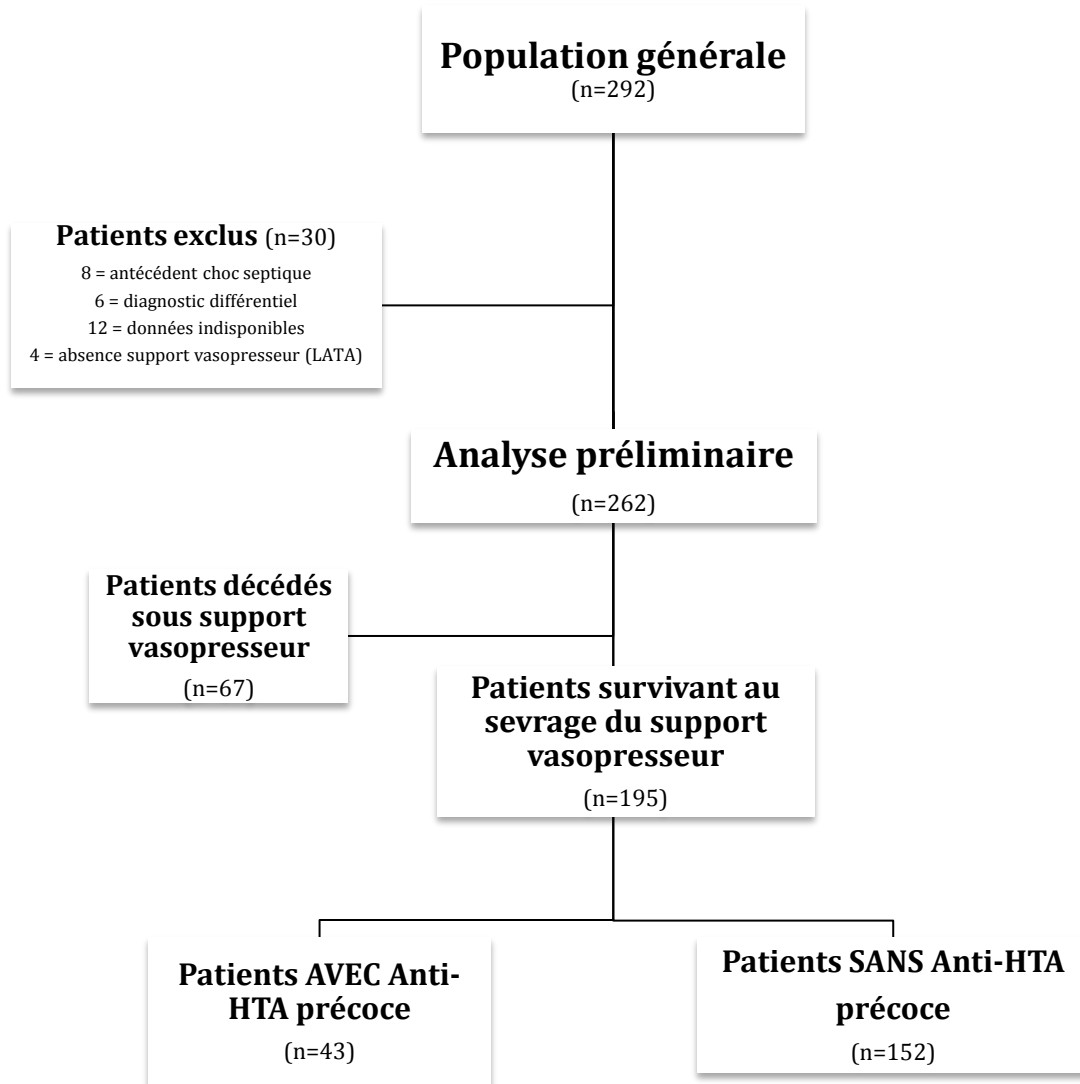 Population générale
(n=292)
Patients exclus (n=30)
8 = antécédent choc septique
6 = diagnostic différentiel
12 = données indisponibles
4 = absence support vasopresseur (LATA)
Analyse préliminaire
(n=262)
Patients décédés
sous support
vasopresseur
(n=67)
Patients survivant au
sevrage du support
vasopresseur
(n=195)
Patients AVEC Anti-
HTA précoce
(n=43)
Patients SANS Anti-HTA
précoce
(n=152)